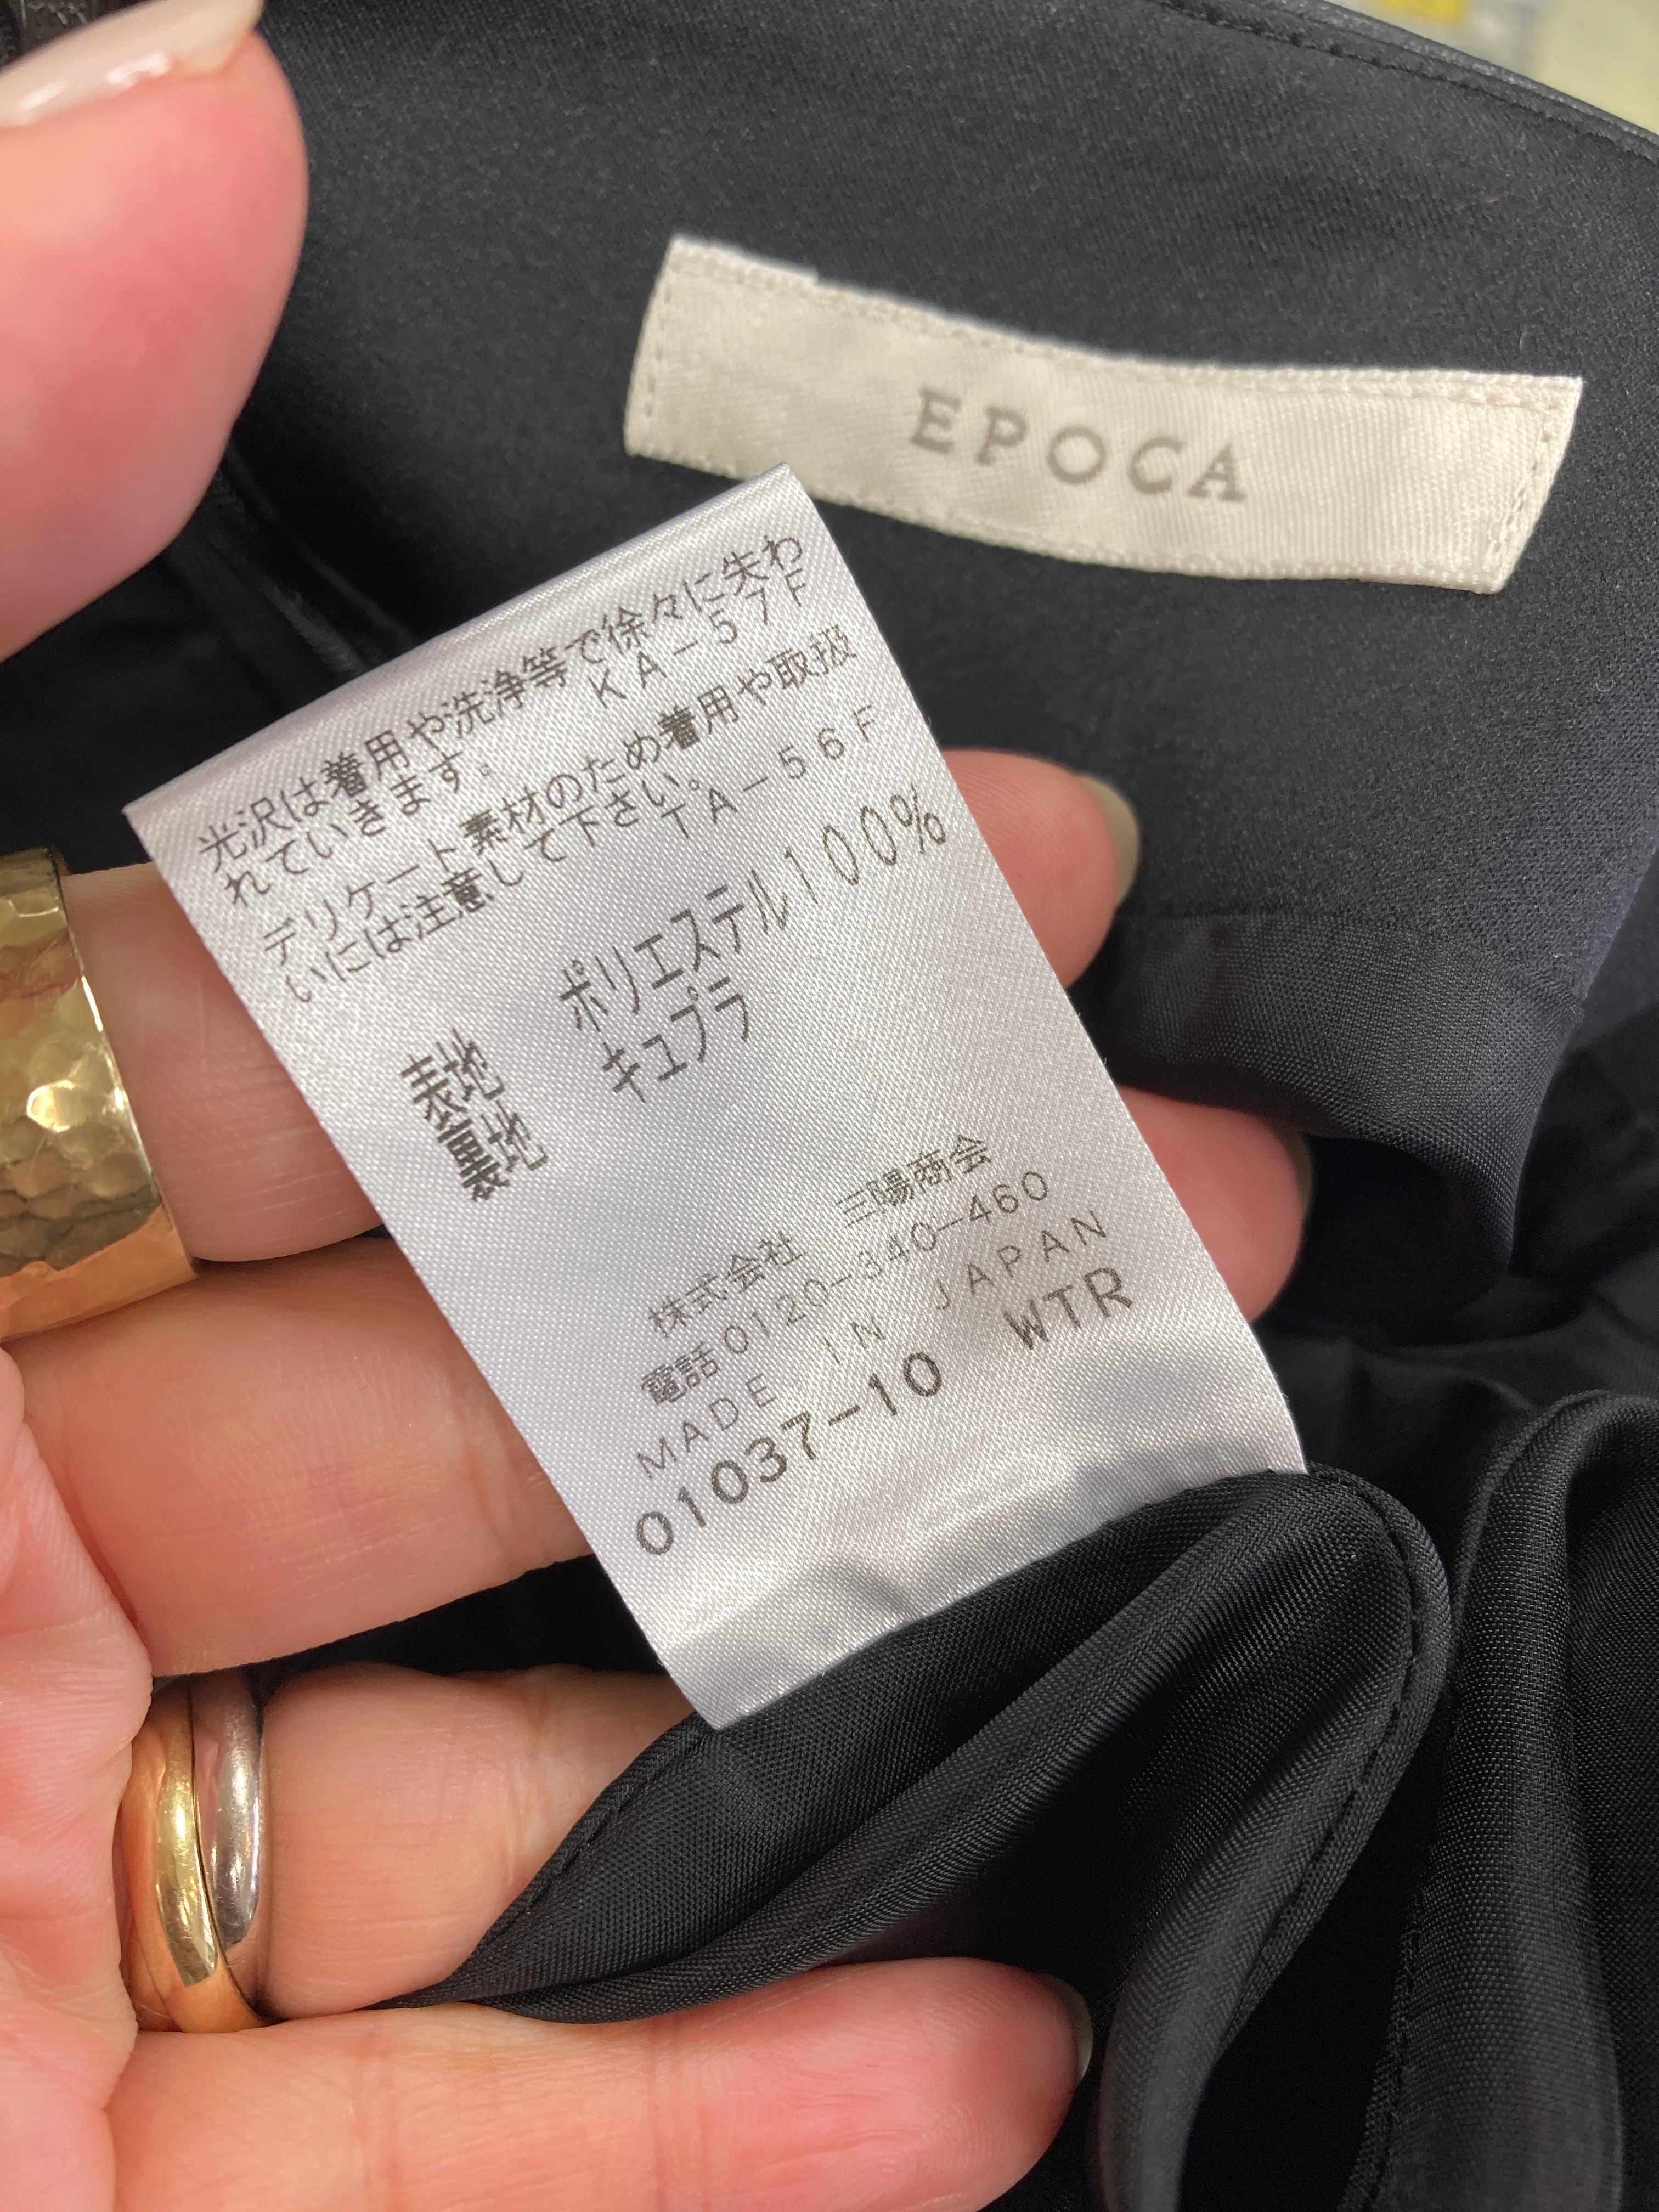 EPOCA
光沢は着用や洗浄等で徐々に失わ
れていきます。 KA-57F
デリケート素材のため着用や取扱
いには注意して下さい。TA-56F
表地 ポリエステル100%
裏地 キュプラ
株式会社 三陽商会
電話0120-340-460
MADE IN JAPAN
01037-10 WTR